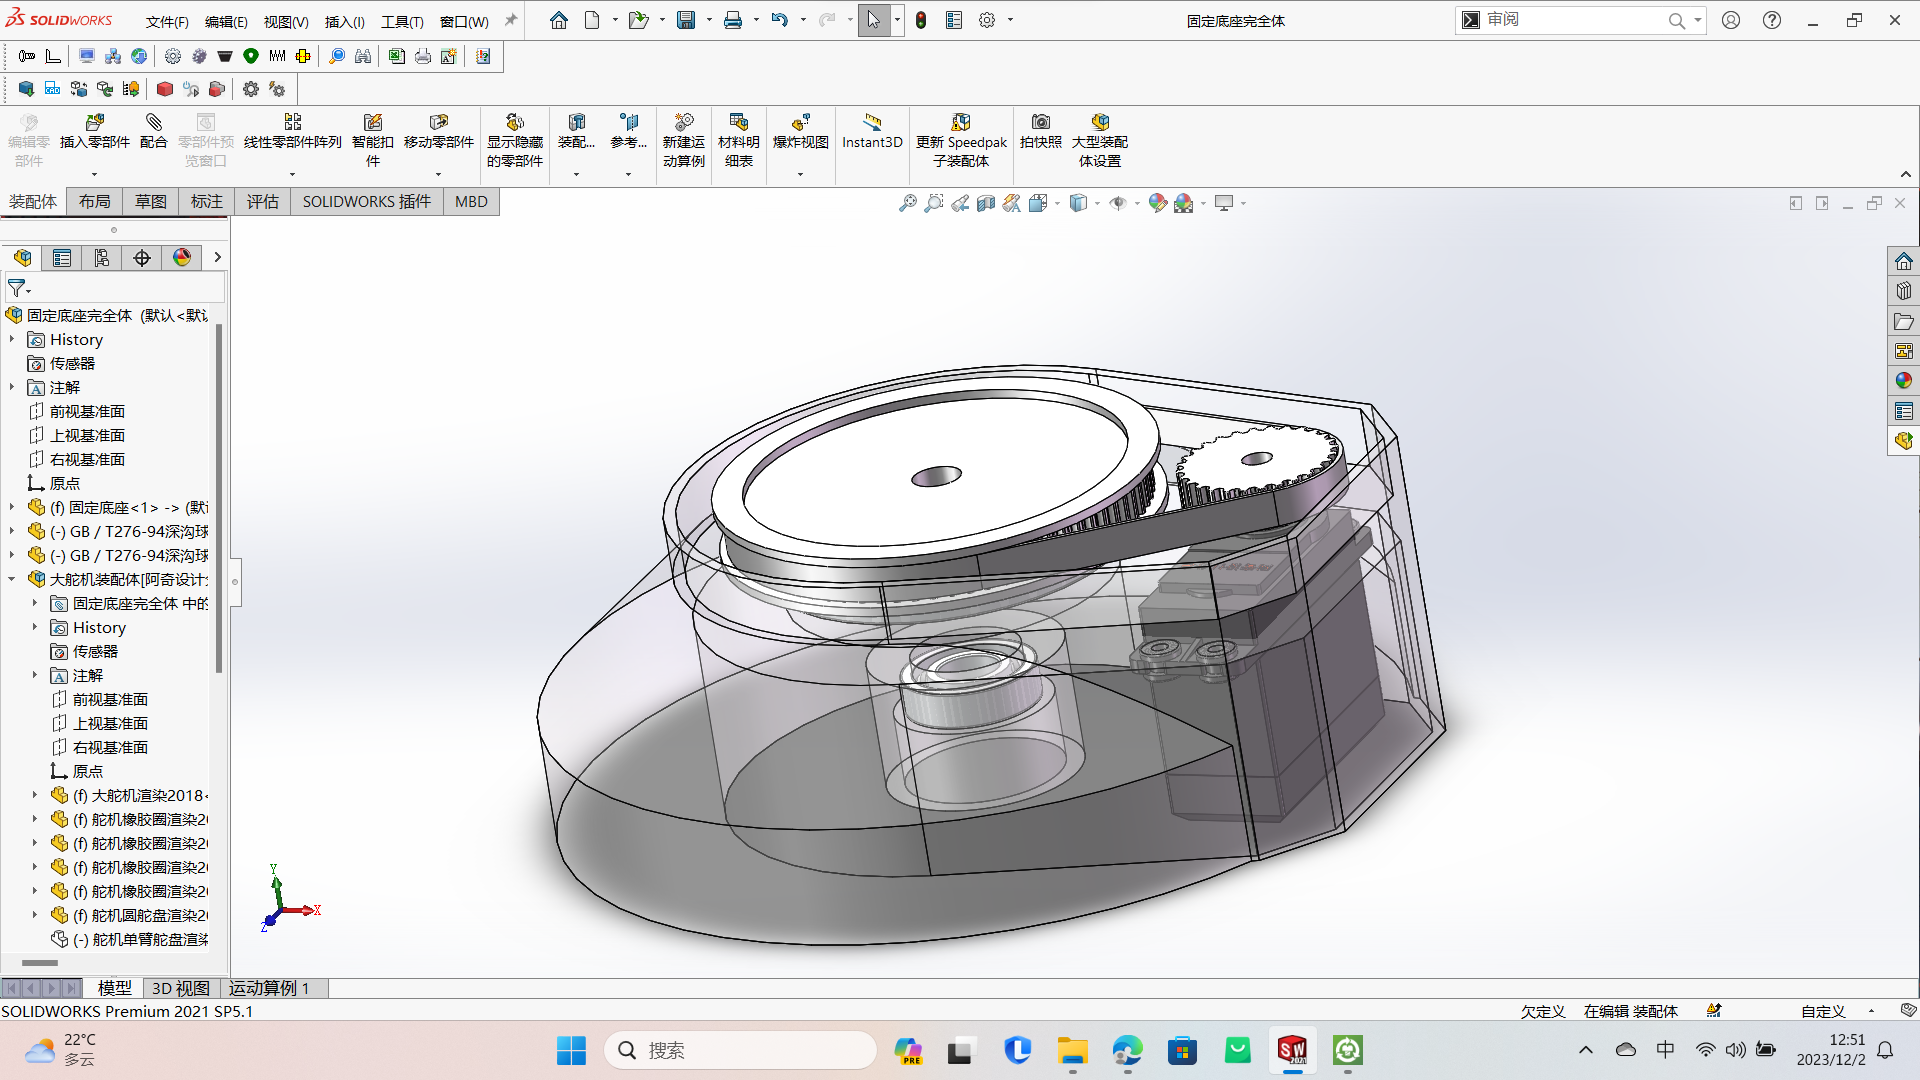 SOLIDWORKS
文件(F) 编辑(E) 视图(V) 插入(I) 工具(T) 窗口(W)
固定底座完全体
审阅
编辑零部件
插入零部件
配合
零部件预览窗口
线性零部件阵列
智能扣件
移动零部件
显示隐藏的零部件
装配...
参考...
新建运动算例
材料明细表
爆炸视图
Instant3D
更新 Speedpak 子装配体
拍快照
大型装配体设置
装配体 布局 草图 标注 评估 SOLIDWORKS 插件 MBD
固定底座完全体 (默认<默认
History
传感器
注解
前视基准面
上视基准面
右视基准面
原点
(f) 固定底座<1> -> (默认
(-) GB / T276-94深沟球
(-) GB / T276-94深沟球
大舵机装配体[阿奇设计分
固定底座完全体 中的
History
传感器
注解
前视基准面
上视基准面
右视基准面
原点
(f) 大舵机渲染2018<
(f) 舵机橡胶圈渲染20
(f) 舵机橡胶圈渲染20
(f) 舵机橡胶圈渲染20
(f) 舵机橡胶圈渲染20
(f) 舵机圆舵盘渲染20
(-) 舵机单臂舵盘渲染
Y
X
Z
模型 3D 视图 运动算例 1
SOLIDWORKS Premium 2021 SP5.1
欠定义 在编辑 装配体 自定义
22°C
多云
搜索
PRE
SW
2021
中
12:51
2023/12/2